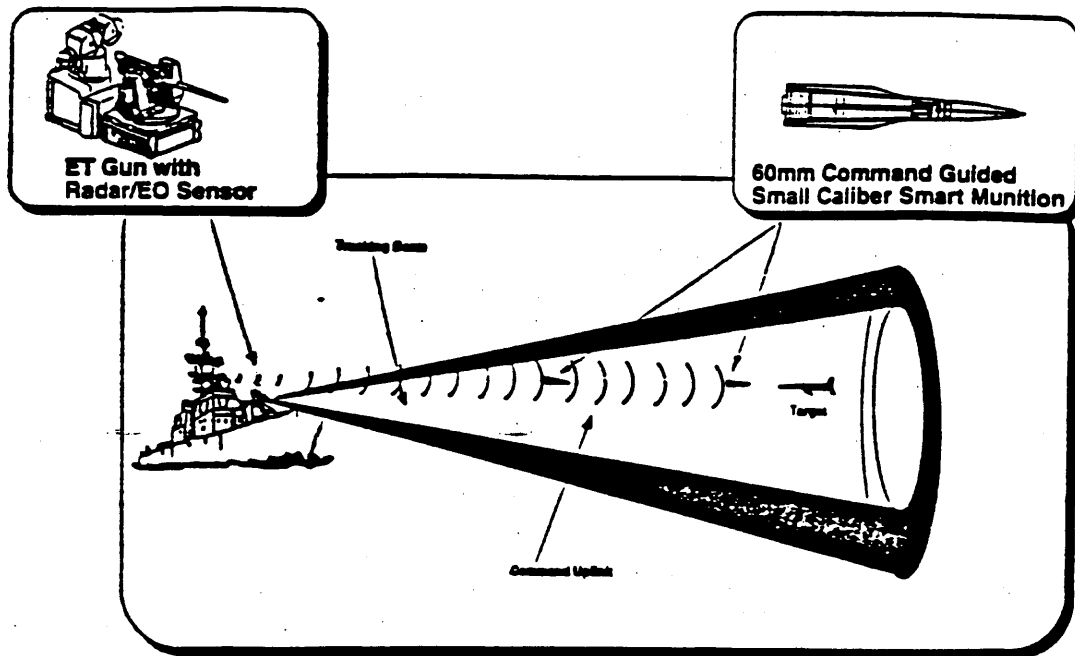 ET Gun with
Radar/EO Sensor
60mm Command Guided
Small Caliber Smart Munition
Tracking Beam
Target
Command Uplink